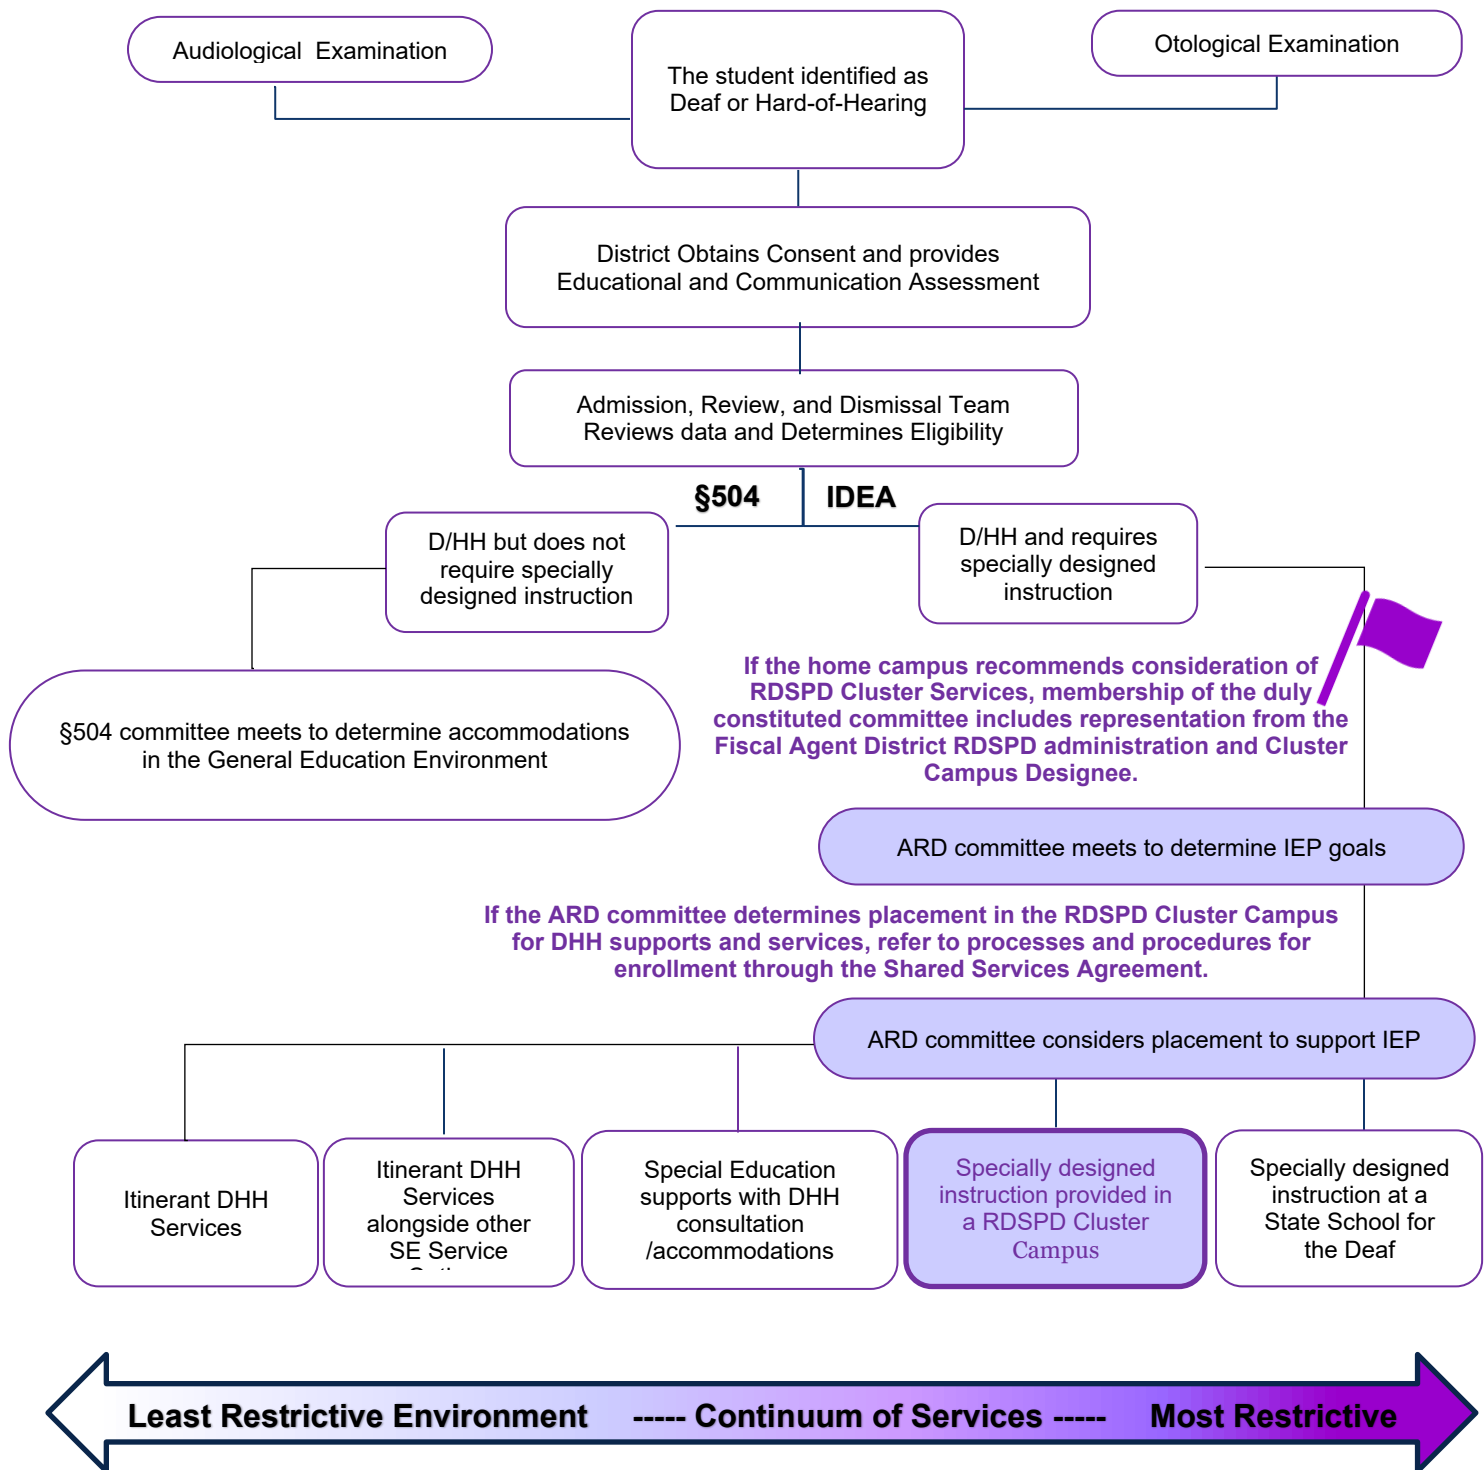 Audiological Examination
The student identified as
Deaf or Hard-of-Hearing
Otological Examination
District Obtains Consent and provides
Educational and Communication Assessment
Admission, Review, and Dismissal Team
Reviews data and Determines Eligibility
§504
IDEA
D/HH but does not
require specially
designed instruction
D/HH and requires
specially designed
instruction
If the home campus recommends consideration of
RDSPD Cluster Services, membership of the duly
constituted committee includes representation from the
Fiscal Agent District RDSPD administration and Cluster
Campus Designee.
§504 committee meets to determine accommodations
in the General Education Environment
ARD committee meets to determine IEP goals
If the ARD committee determines placement in the RDSPD Cluster Campus
for DHH supports and services, refer to processes and procedures for
enrollment through the Shared Services Agreement.
ARD committee considers placement to support IEP
Itinerant DHH
Services
Itinerant DHH
Services
alongside other
SE Service
Special Education
supports with DHH
consultation
/accommodations
Specially designed
instruction provided in
a RDSPD Cluster
Campus
Specially designed
instruction at a
State School for
the Deaf
Least Restrictive Environment ----- Continuum of Services ----- Most Restrictive